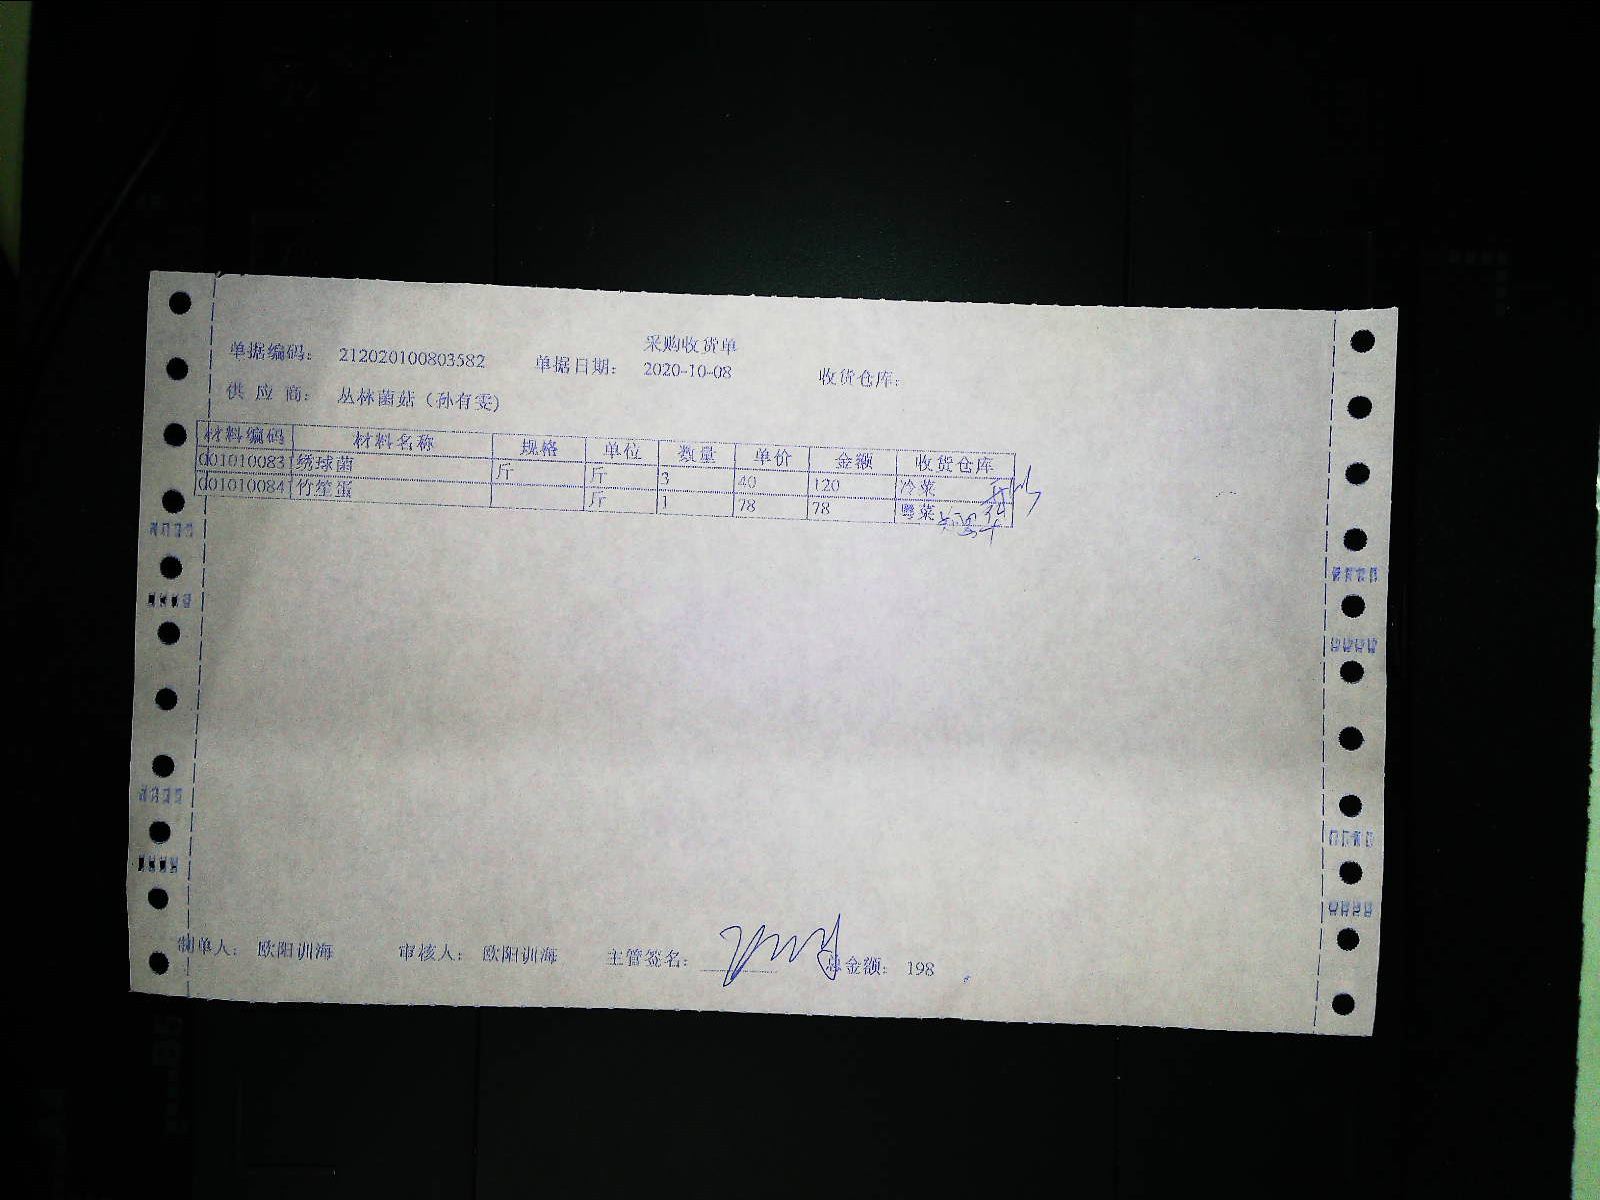 采购收货单
单据编码: 212020100803582 单据日期: 2020-10-08 收货仓库:
供 应 商: 丛林菌菇（孙有雯）
材料编码 材料名称 规格 单位 数量 单价 金额 收货仓库
d01010083 绣球菌 斤 斤 3 40 120 冷菜
d01010084 竹笙蛋 斤 1 78 78 粤菜
制单人: 欧阳训海 审核人: 欧阳训海 主管签名: 总金额: 198